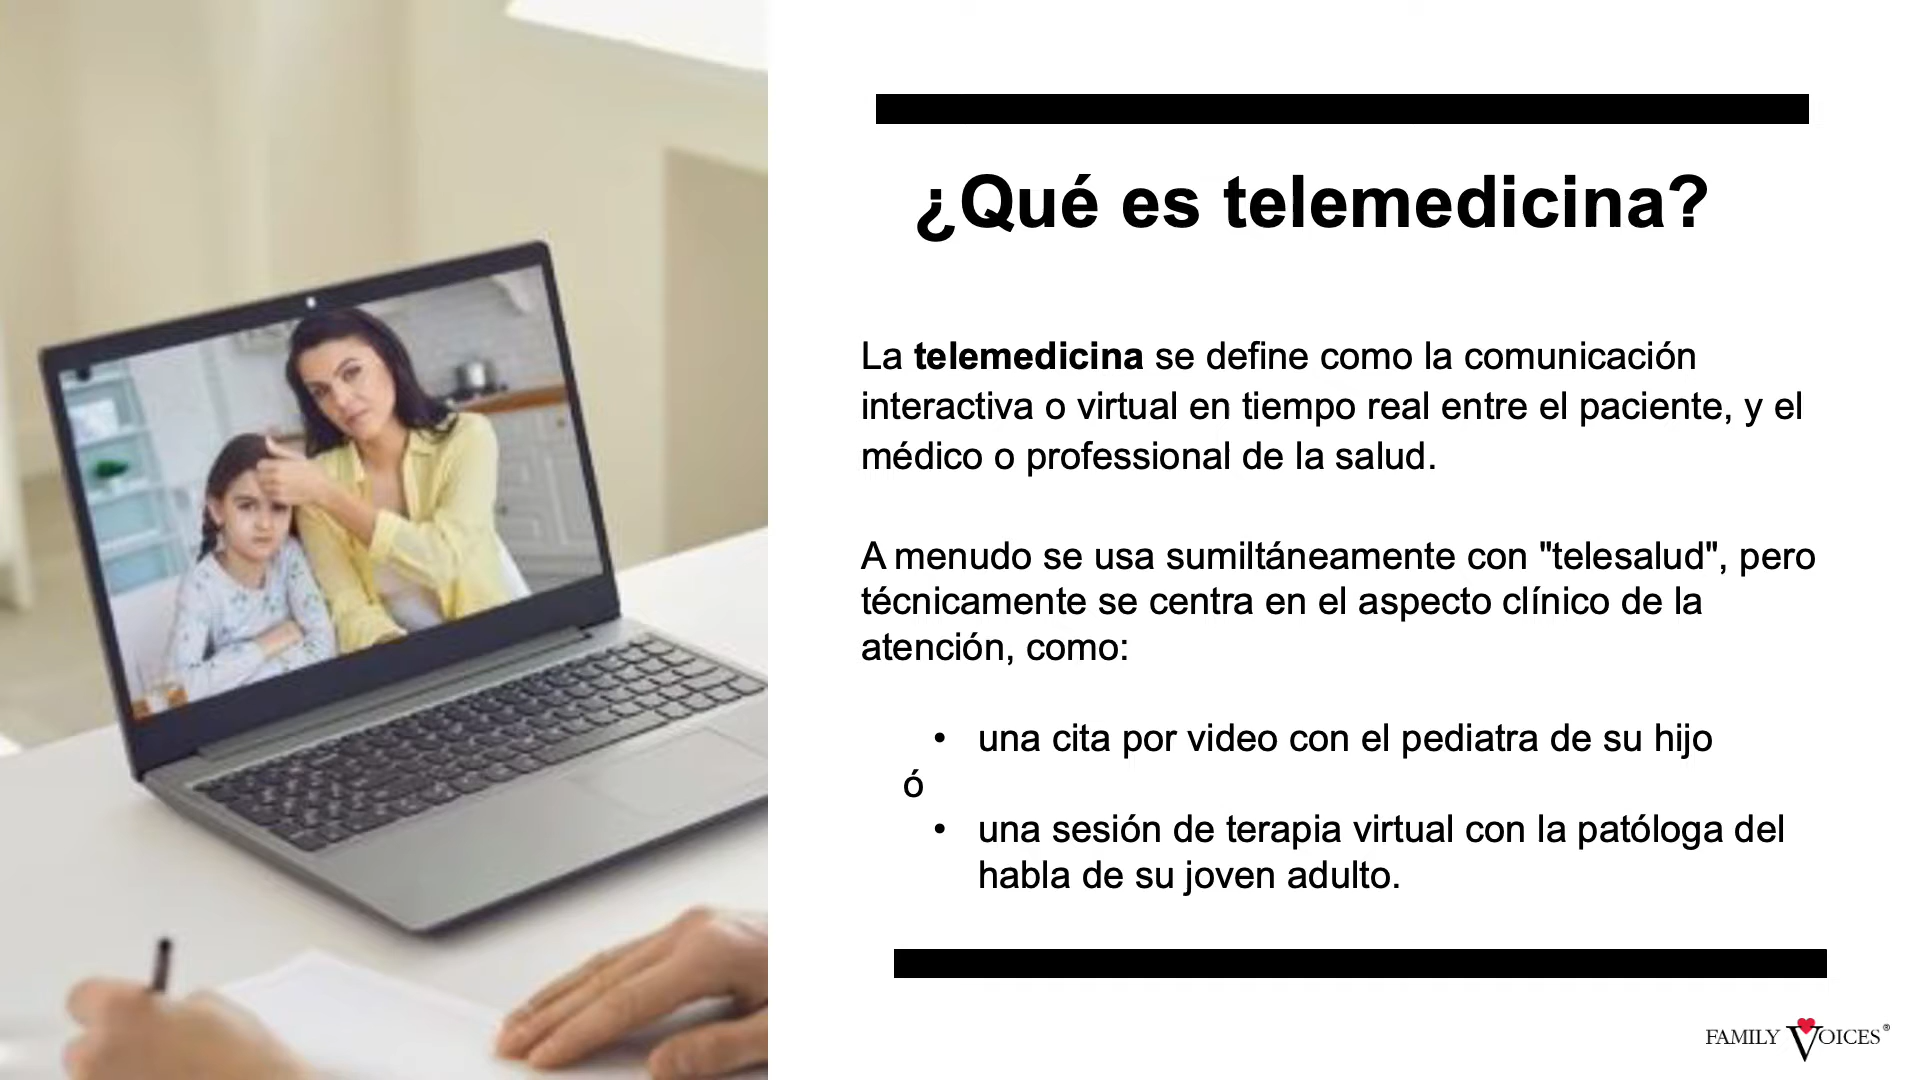 ¿Qué es telemedicina?
La telemedicina se define como la comunicación
interactiva o virtual en tiempo real entre el paciente, y el
médico o professional de la salud.
A menudo se usa sumiltáneamente con "telesalud", pero
técnicamente se centra en el aspecto clínico de la
atención, como:
• una cita por video con el pediatra de su hijo
ó
• una sesión de terapia virtual con la patóloga del
habla de su joven adulto.
FAMILY VOICES®